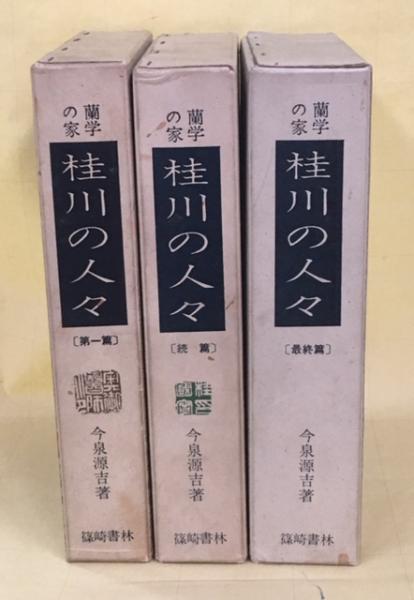 蘭学の家
桂川の人々
〔第一篇〕
今泉源吉著
篠崎書林
蘭学の家
桂川の人々
〔続篇〕
今泉源吉著
篠崎書林
蘭学の家
桂川の人々
〔最終篇〕
今泉源吉著
篠崎書林